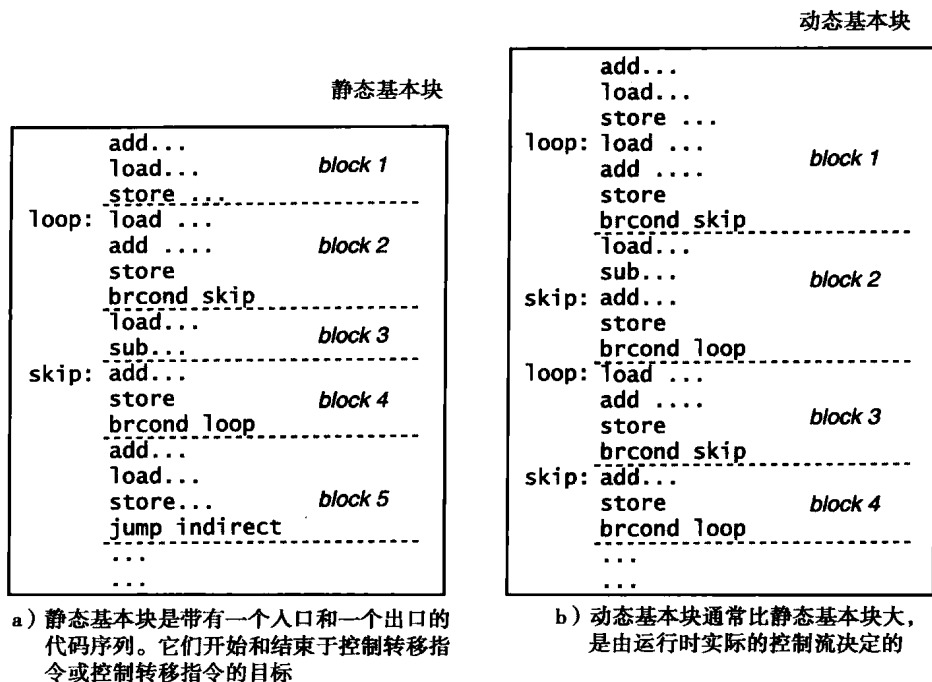 静态基本块
add...
load... block 1
store ...
loop: load ...
add .... block 2
store
brcond skip
load... block 3
sub...
skip: add...
store block 4
brcond loop
add...
load...
store... block 5
jump indirect
...
...
a）静态基本块是带有一个入口和一个出口的
代码序列。它们开始和结束于控制转移指
令或控制转移指令的目标
动态基本块
add...
load...
store ...
loop: load ... block 1
add ....
store
brcond skip
load...
sub... block 2
skip: add...
store
brcond loop
loop: load ...
add .... block 3
store
brcond skip
skip: add...
store block 4
brcond loop
...
...
b）动态基本块通常比静态基本块大，
是由运行时实际的控制流决定的